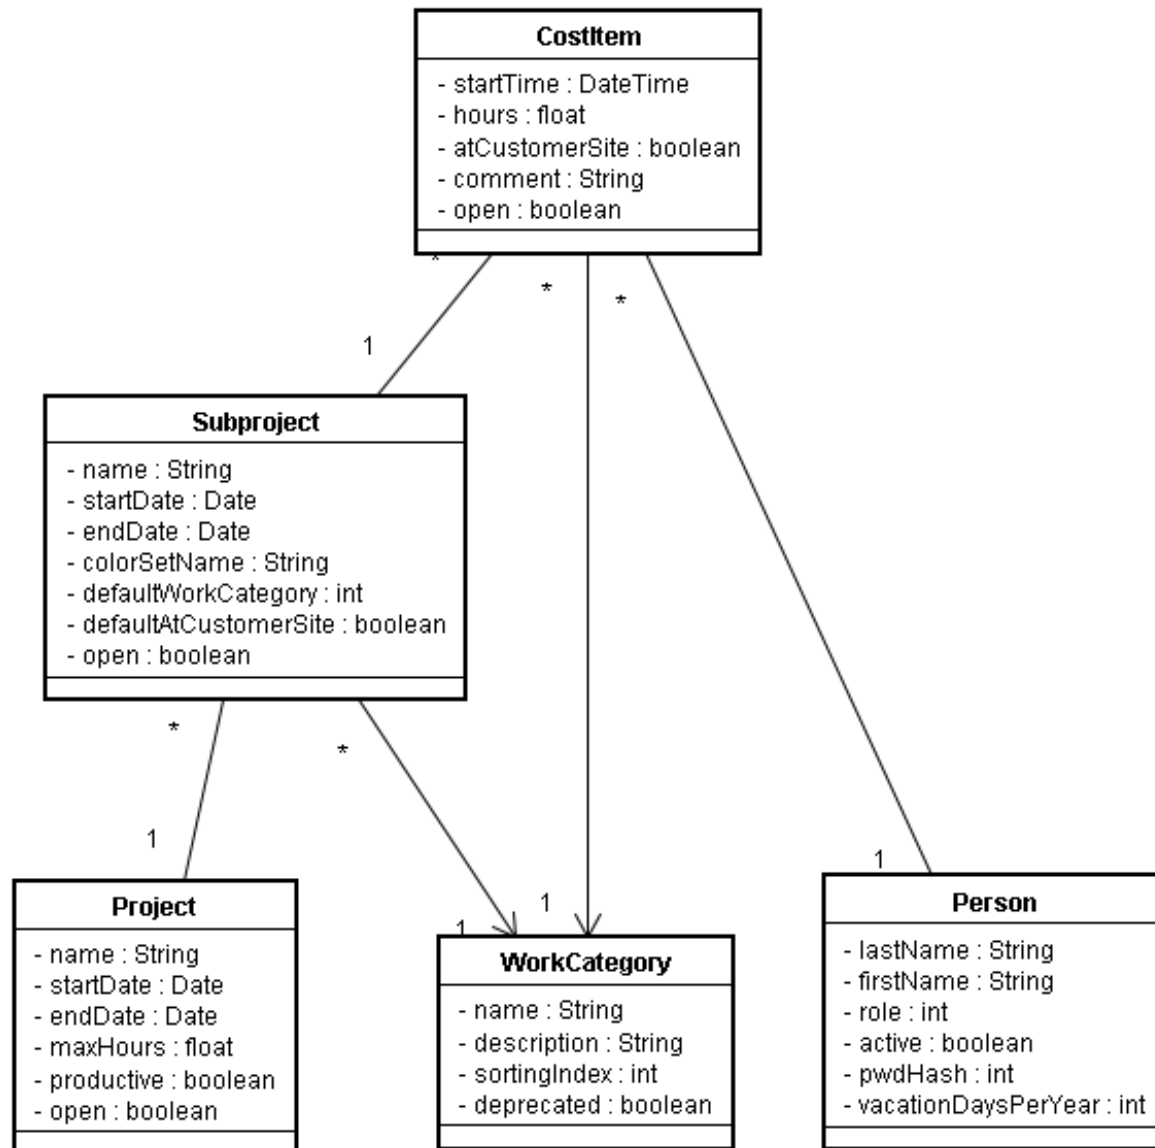 CostItem
- startTime : DateTime
- hours : float
- atCustomerSite : boolean
- comment : String
- open : boolean
*
*
*
1
Subproject
- name : String
- startDate : Date
- endDate : Date
- colorSetName : String
- defaultWorkCategory : int
- defaultAtCustomerSite : boolean
- open : boolean
*
*
1
1
1
1
Project
- name : String
- startDate : Date
- endDate : Date
- maxHours : float
- productive : boolean
- open : boolean
WorkCategory
- name : String
- description : String
- sortingIndex : int
- deprecated : boolean
Person
- lastName : String
- firstName : String
- role : int
- active : boolean
- pwdHash : int
- vacationDaysPerYear : int